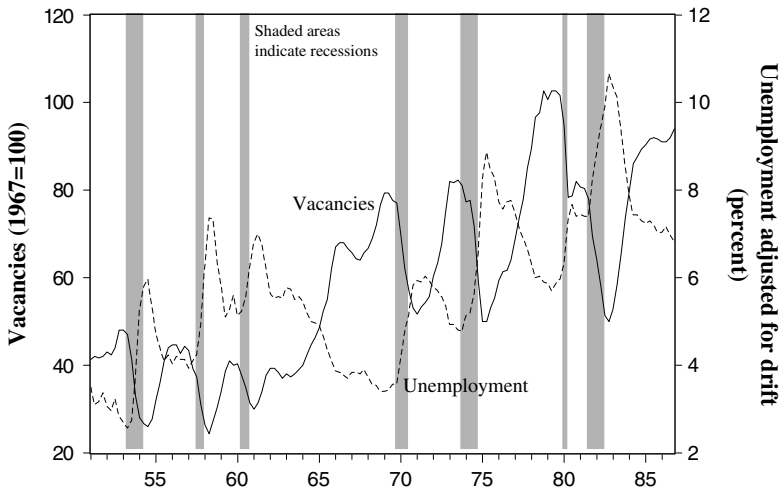 120
100
80
60
40
20
Vacancies (1967=100)
Shaded areas
indicate recessions
Vacancies
Unemployment
12
10
8
6
4
2
Unemployment adjusted for drift
(percent)
55 60 65 70 75 80 85